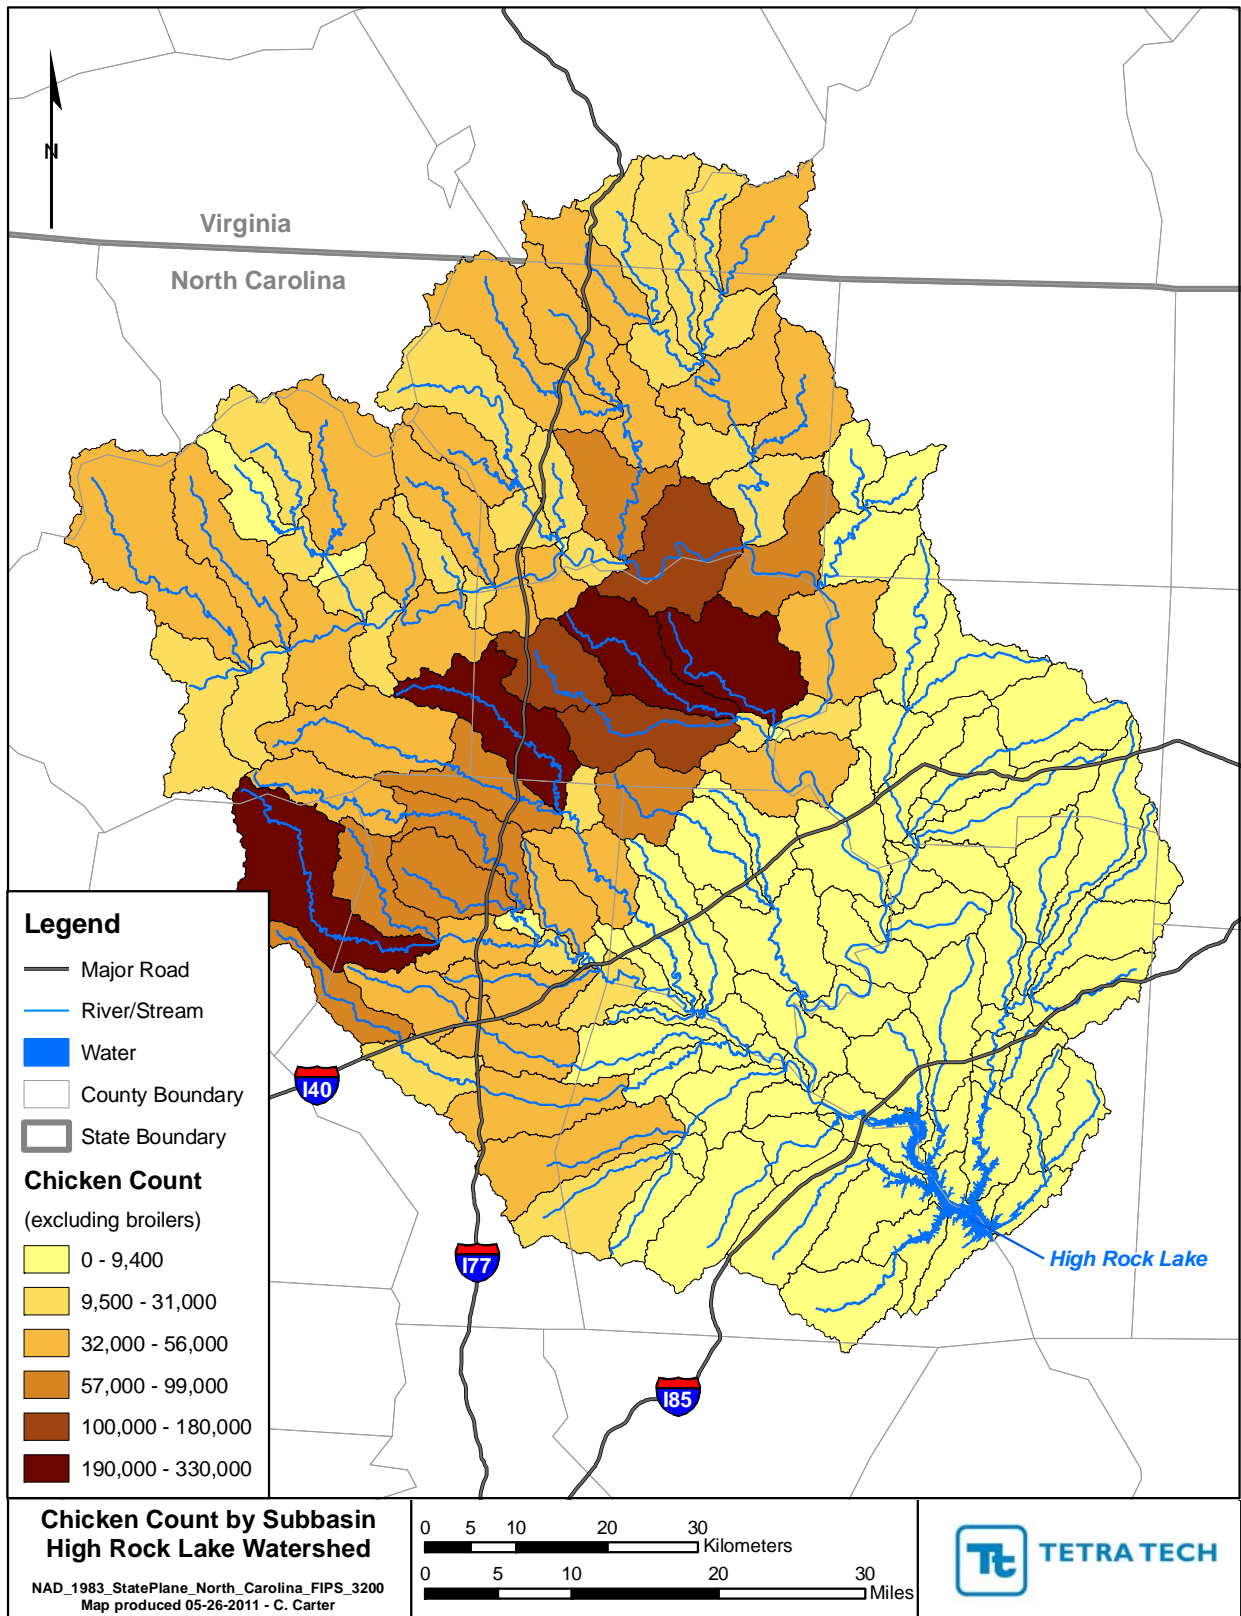 N
Virginia
North Carolina
Legend
Major Road
River/Stream
Water
County Boundary
State Boundary
Chicken Count
(excluding broilers)
0 - 9,400
9,500 - 31,000
32,000 - 56,000
57,000 - 99,000
100,000 - 180,000
190,000 - 330,000
I40
I77
I85
High Rock Lake
Chicken Count by Subbasin
High Rock Lake Watershed
NAD_1983_StatePlane_North_Carolina_FIPS_3200
Map produced 05-26-2011 - C. Carter
0 5 10 20 30
Kilometers
0 5 10 20 30
Miles
Tt
TETRA TECH